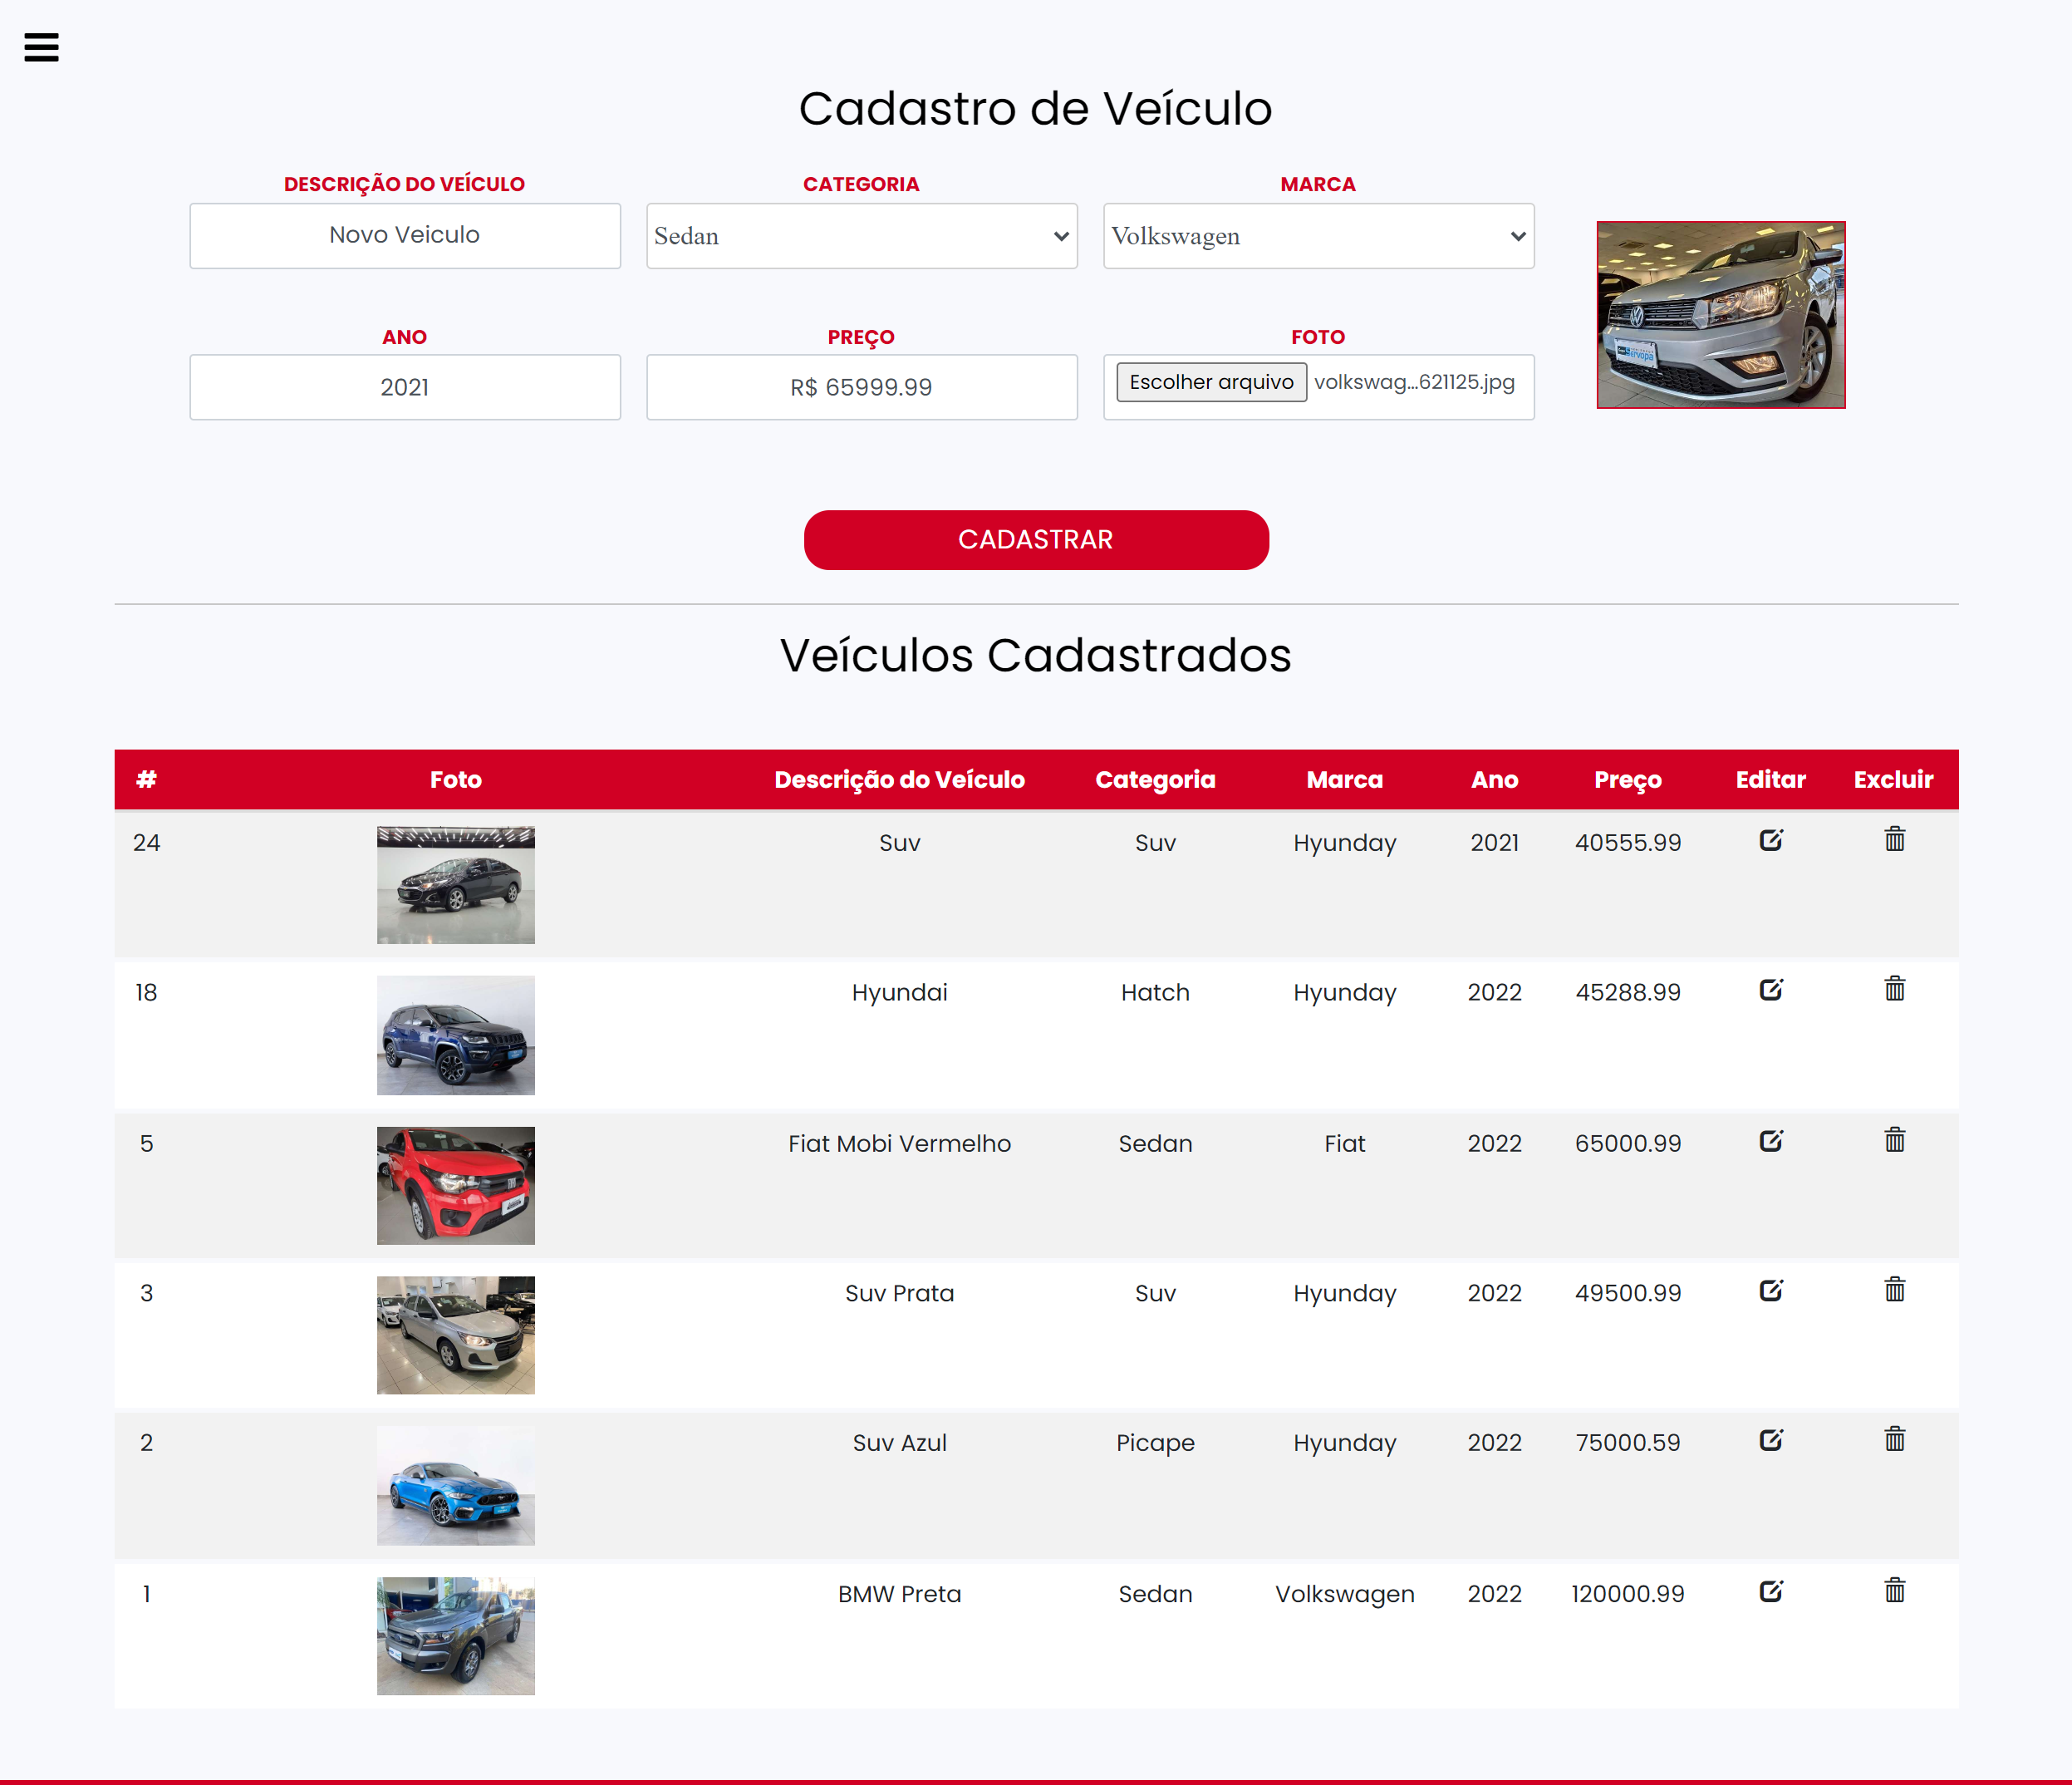 Cadastro de Veículo
DESCRIÇÃO DO VEÍCULO CATEGORIA MARCA
Novo Veiculo Sedan Volkswagen
ANO PREÇO FOTO
2021 R$ 65999.99 Escolher arquivo volkswag...621125.jpg
CADASTRAR
Veículos Cadastrados
# Foto Descrição do Veículo Categoria Marca Ano Preço Editar Excluir
24 Suv Suv Hyunday 2021 40555.99
18 Hyundai Hatch Hyunday 2022 45288.99
5 Fiat Mobi Vermelho Sedan Fiat 2022 65000.99
3 Suv Prata Suv Hyunday 2022 49500.99
2 Suv Azul Picape Hyunday 2022 75000.59
1 BMW Preta Sedan Volkswagen 2022 120000.99